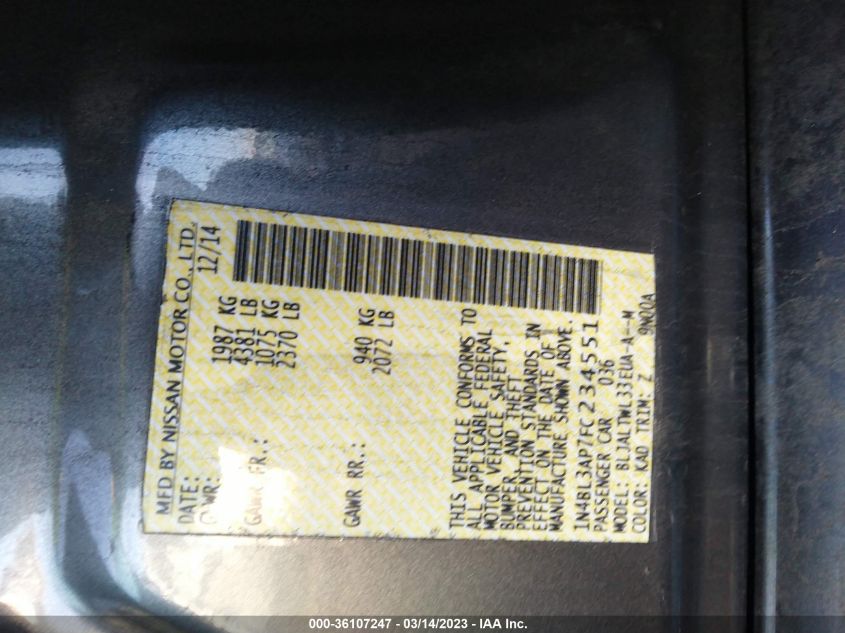 MFD BY NISSAN MOTOR CO., LTD.
DATE: 12/14
GVWR: 1987 KG
4381 LB
GAWR FR.: 1075 KG
2370 LB
GAWR RR.: 940 KG
2072 LB
THIS VEHICLE CONFORMS TO
ALL APPLICABLE FEDERAL
MOTOR VEHICLE SAFETY,
BUMPER, AND THEFT
PREVENTION STANDARDS IN
EFFECT ON THE DATE OF
MANUFACTURE SHOWN ABOVE.
1N4BL3AP7FC234551
PASSENGER CAR 036
MODEL: BLJALTWL33EUA-A--M
COLOR: KAD TRIM: Z 9W00A
000-36107247 - 03/14/2023 - IAA Inc.